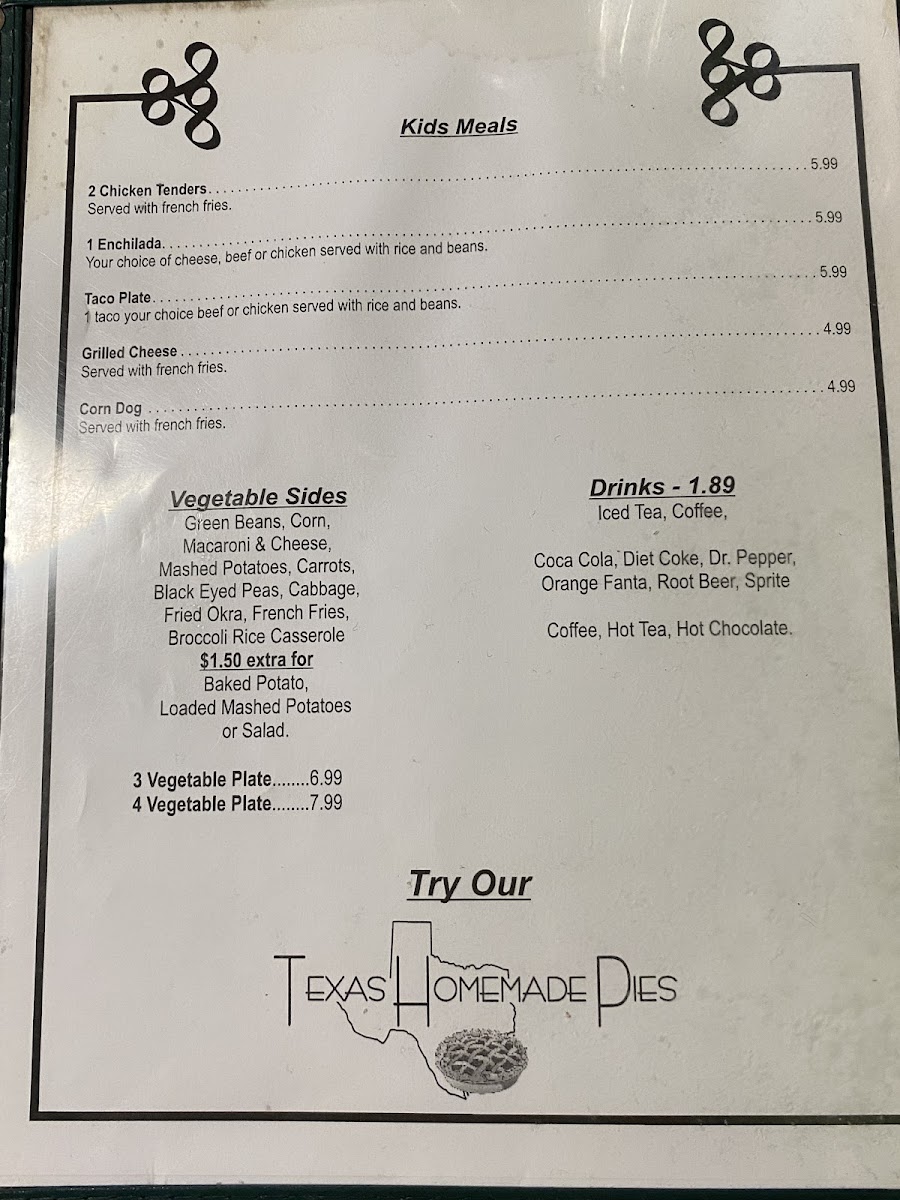 Kids Meals
2 Chicken Tenders........................................................................5.99
Served with french fries.
1 Enchilada........................................................................5.99
Your choice of cheese, beef or chicken served with rice and beans.
Taco Plate........................................................................5.99
1 taco your choice beef or chicken served with rice and beans.
Grilled Cheese........................................................................4.99
Served with french fries.
Corn Dog ........................................................................4.99
Served with french fries.
Vegetable Sides
Green Beans, Corn,
Macaroni & Cheese,
Mashed Potatoes, Carrots,
Black Eyed Peas, Cabbage,
Fried Okra, French Fries,
Broccoli Rice Casserole
$1.50 extra for
Baked Potato,
Loaded Mashed Potatoes
or Salad.
3 Vegetable Plate........6.99
4 Vegetable Plate........7.99
Drinks - 1.89
Iced Tea, Coffee,
Coca Cola, Diet Coke, Dr. Pepper,
Orange Fanta, Root Beer, Sprite
Coffee, Hot Tea, Hot Chocolate.
Try Our
TEXAS HOMEMADE PIES